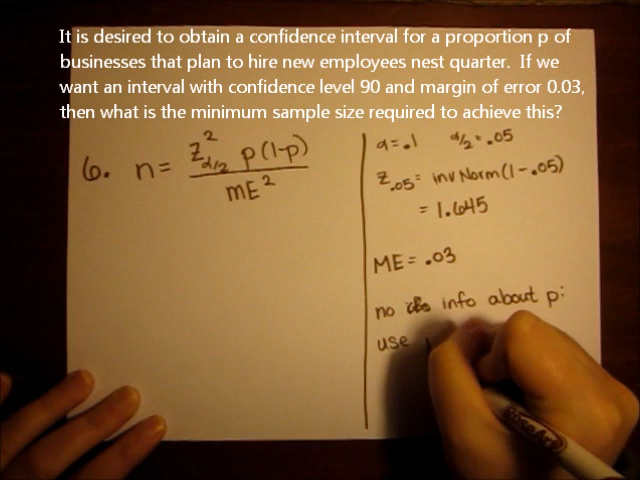 It is desired to obtain a confidence interval for a proportion p of
businesses that plan to hire new employees nest quarter. If we
want an interval with confidence level 90 and margin of error 0.03,
then what is the minimum sample size required to achieve this?
6. n = z²α/2 p(1-p) / ME²
α = .1 α/2 = .05
z.05 = invNorm(1-.05)
= 1.645
ME = .03
no info about p:
use
RoseArt